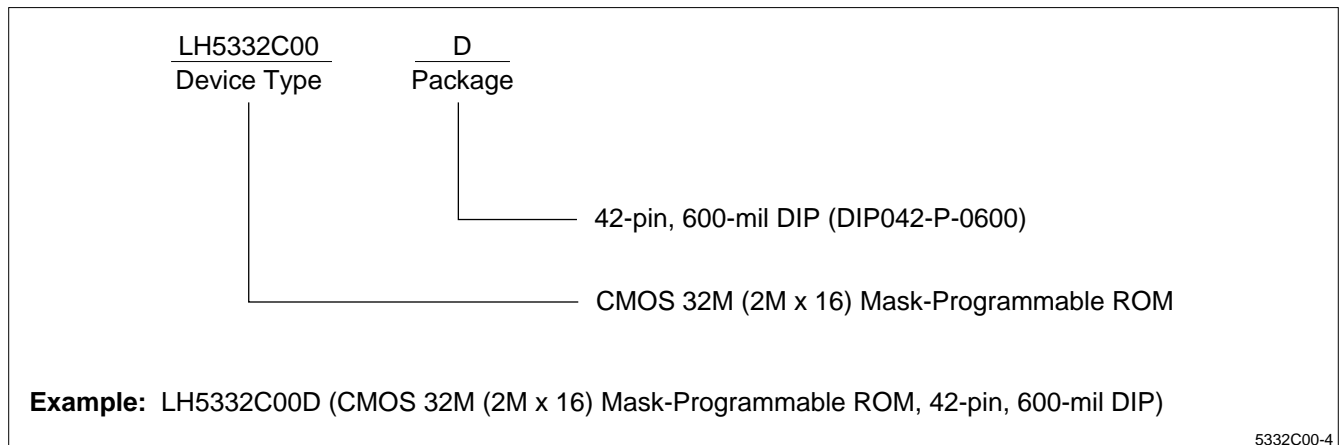 LH5332C00 D
Device Type Package
42-pin, 600-mil DIP (DIP042-P-0600)
CMOS 32M (2M x 16) Mask-Programmable ROM
Example: LH5332C00D (CMOS 32M (2M x 16) Mask-Programmable ROM, 42-pin, 600-mil DIP)
5332C00-4